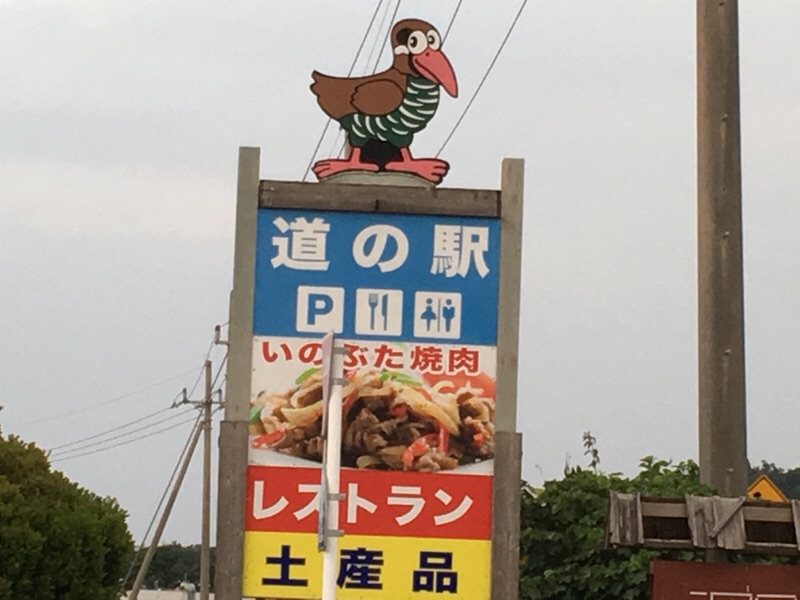 道の駅
P
いのぶた焼肉
レストラン
土産品